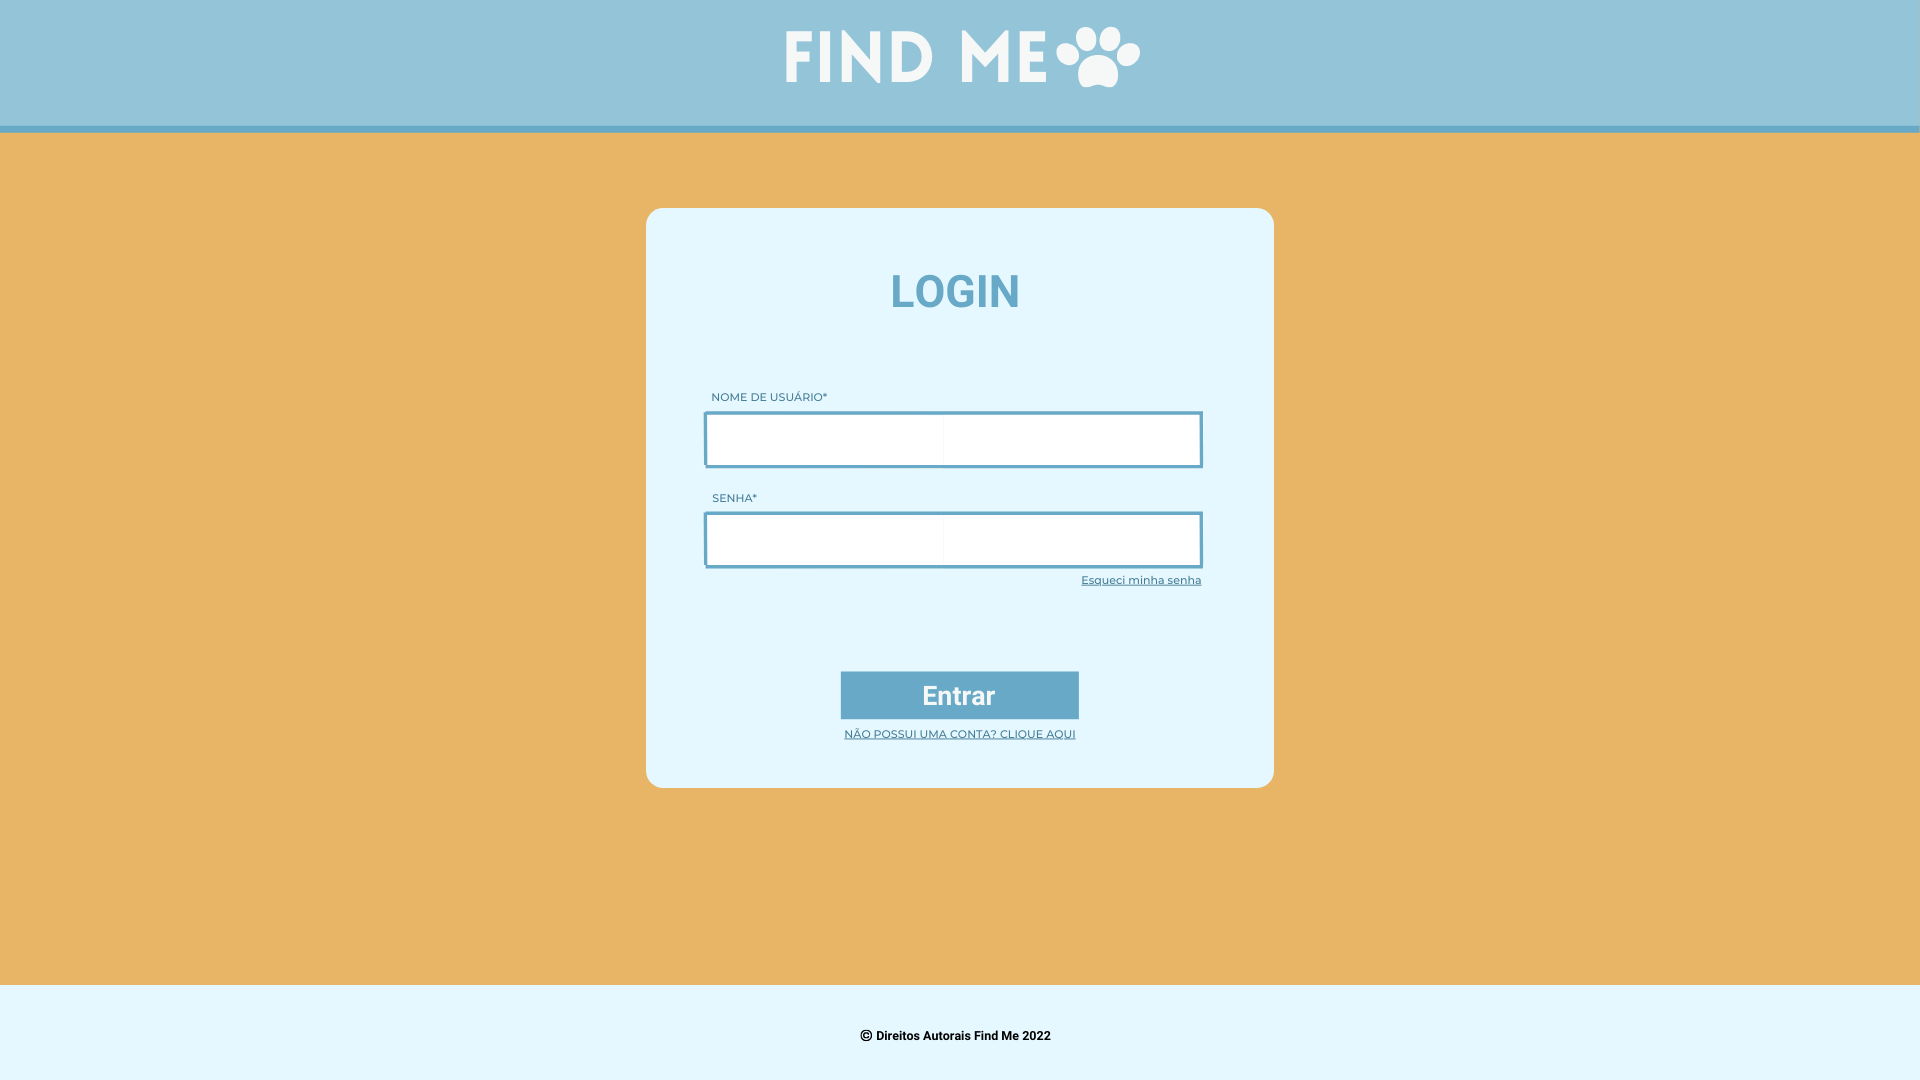 FIND ME
LOGIN
NOME DE USUÁRIO*
SENHA*
Esqueci minha senha
Entrar
NÃO POSSUI UMA CONTA? CLIQUE AQUI
© Direitos Autorais Find Me 2022